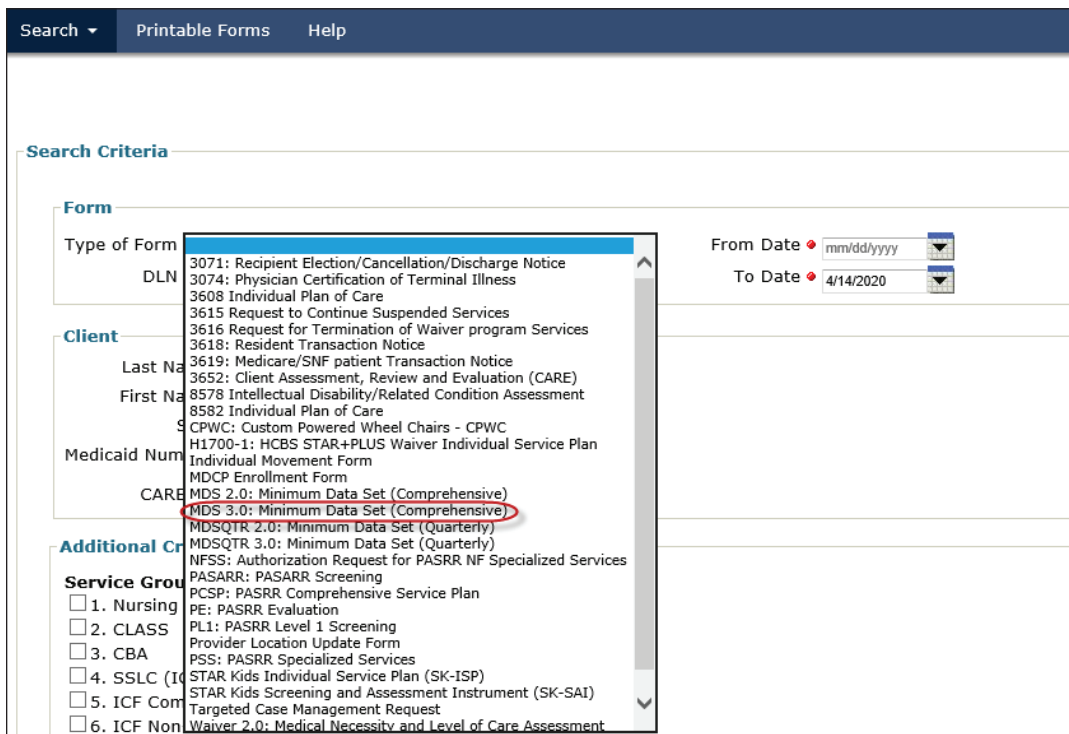 Search Printable Forms Help
Search Criteria
Form
Type of Form
From Date mm/dd/yyyy
DLN
To Date 4/14/2020
3071: Recipient Election/Cancellation/Discharge Notice
3074: Physician Certification of Terminal Illness
3608 Individual Plan of Care
3615 Request to Continue Suspended Services
3616 Request for Termination of Waiver program Services
3618: Resident Transaction Notice
3619: Medicare/SNF patient Transaction Notice
3652: Client Assessment, Review and Evaluation (CARE)
8578 Intellectual Disability/Related Condition Assessment
8582 Individual Plan of Care
CPWC: Custom Powered Wheel Chairs - CPWC
H1700-1: HCBS STAR+PLUS Waiver Individual Service Plan
Individual Movement Form
MDCP Enrollment Form
MDS 2.0: Minimum Data Set (Comprehensive)
MDS 3.0: Minimum Data Set (Comprehensive)
MDSQTR 2.0: Minimum Data Set (Quarterly)
MDSQTR 3.0: Minimum Data Set (Quarterly)
NFSS: Authorization Request for PASRR NF Specialized Services
PASARR: PASARR Screening
PCSP: PASRR Comprehensive Service Plan
PE: PASRR Evaluation
PL1: PASRR Level 1 Screening
Provider Location Update Form
PSS: PASRR Specialized Services
STAR Kids Individual Service Plan (SK-ISP)
STAR Kids Screening and Assessment Instrument (SK-SAI)
Targeted Case Management Request
Waiver 2.0: Medical Necessity and Level of Care Assessment
Client
Last Na
First Na
S
Medicaid Num
CARE
Additional Cr
Service Grou
1. Nursing
2. CLASS
3. CBA
4. SSLC (I
5. ICF Com
6. ICF Non